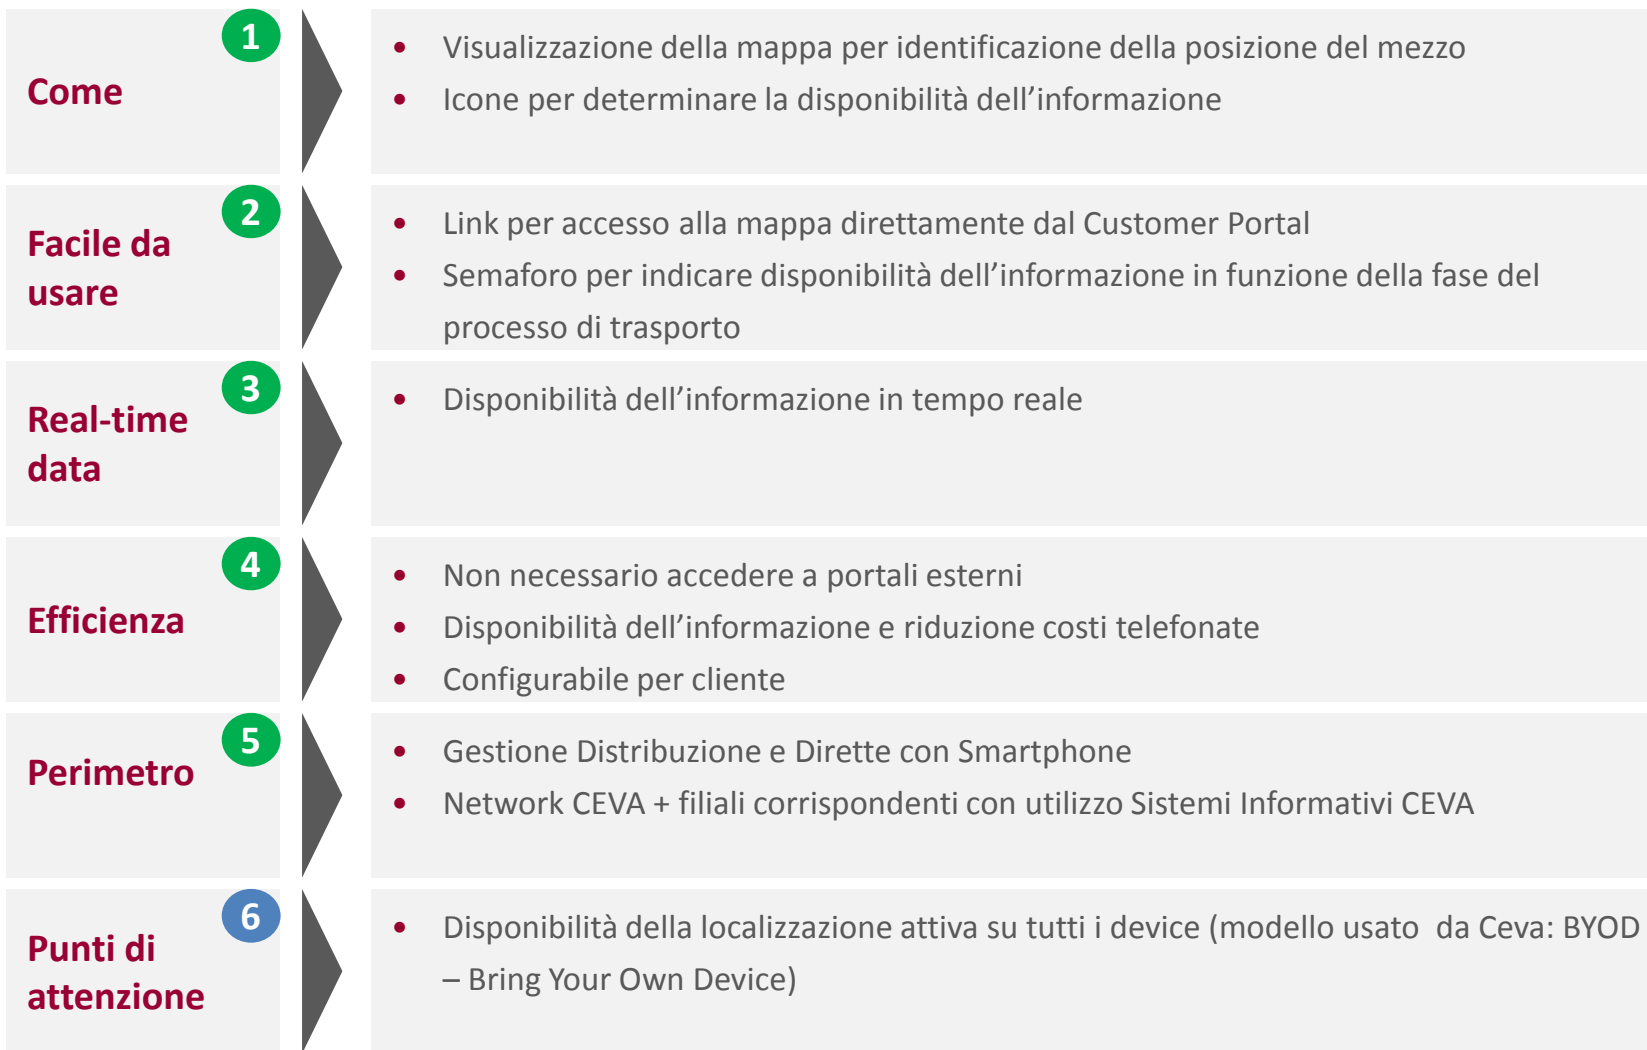 1
Come
• Visualizzazione della mappa per identificazione della posizione del mezzo
• Icone per determinare la disponibilità dell’informazione
2
Facile da
usare
• Link per accesso alla mappa direttamente dal Customer Portal
• Semaforo per indicare disponibilità dell’informazione in funzione della fase del
processo di trasporto
3
Real-time
data
• Disponibilità dell’informazione in tempo reale
4
Efficienza
• Non necessario accedere a portali esterni
• Disponibilità dell’informazione e riduzione costi telefonate
• Configurabile per cliente
5
Perimetro
• Gestione Distribuzione e Dirette con Smartphone
• Network CEVA + filiali corrispondenti con utilizzo Sistemi Informativi CEVA
6
Punti di
attenzione
• Disponibilità della localizzazione attiva su tutti i device (modello usato  da Ceva: BYOD
– Bring Your Own Device)